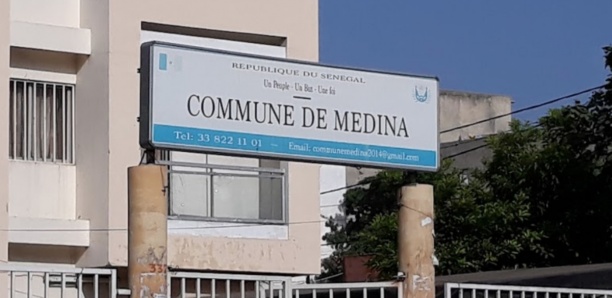 REPUBLIQUE DU SENEGAL
Un Peuple - Un But - Une foi
COMMUNE DE MEDINA
Tel: 33 822 11 01 - Email: communemedina2014@gmail.com
33